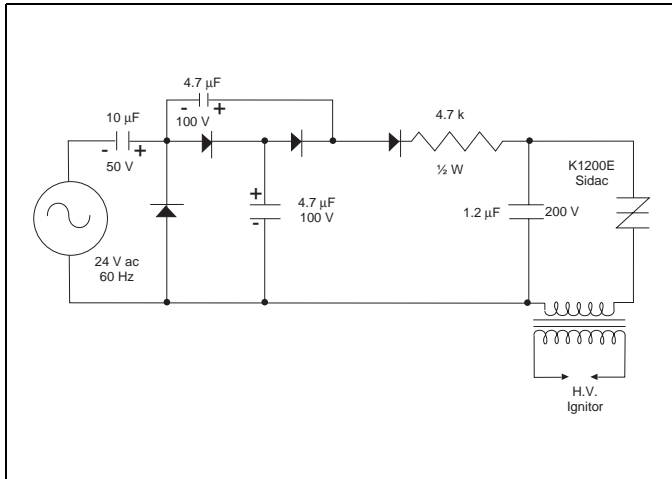 4.7 µF
- +
100 V
10 µF
- +
50 V
4.7 k
½ W
K1200E
Sidac
+
-
4.7 µF
100 V
1.2 µF
200 V
24 V ac
60 Hz
H.V.
Ignitor